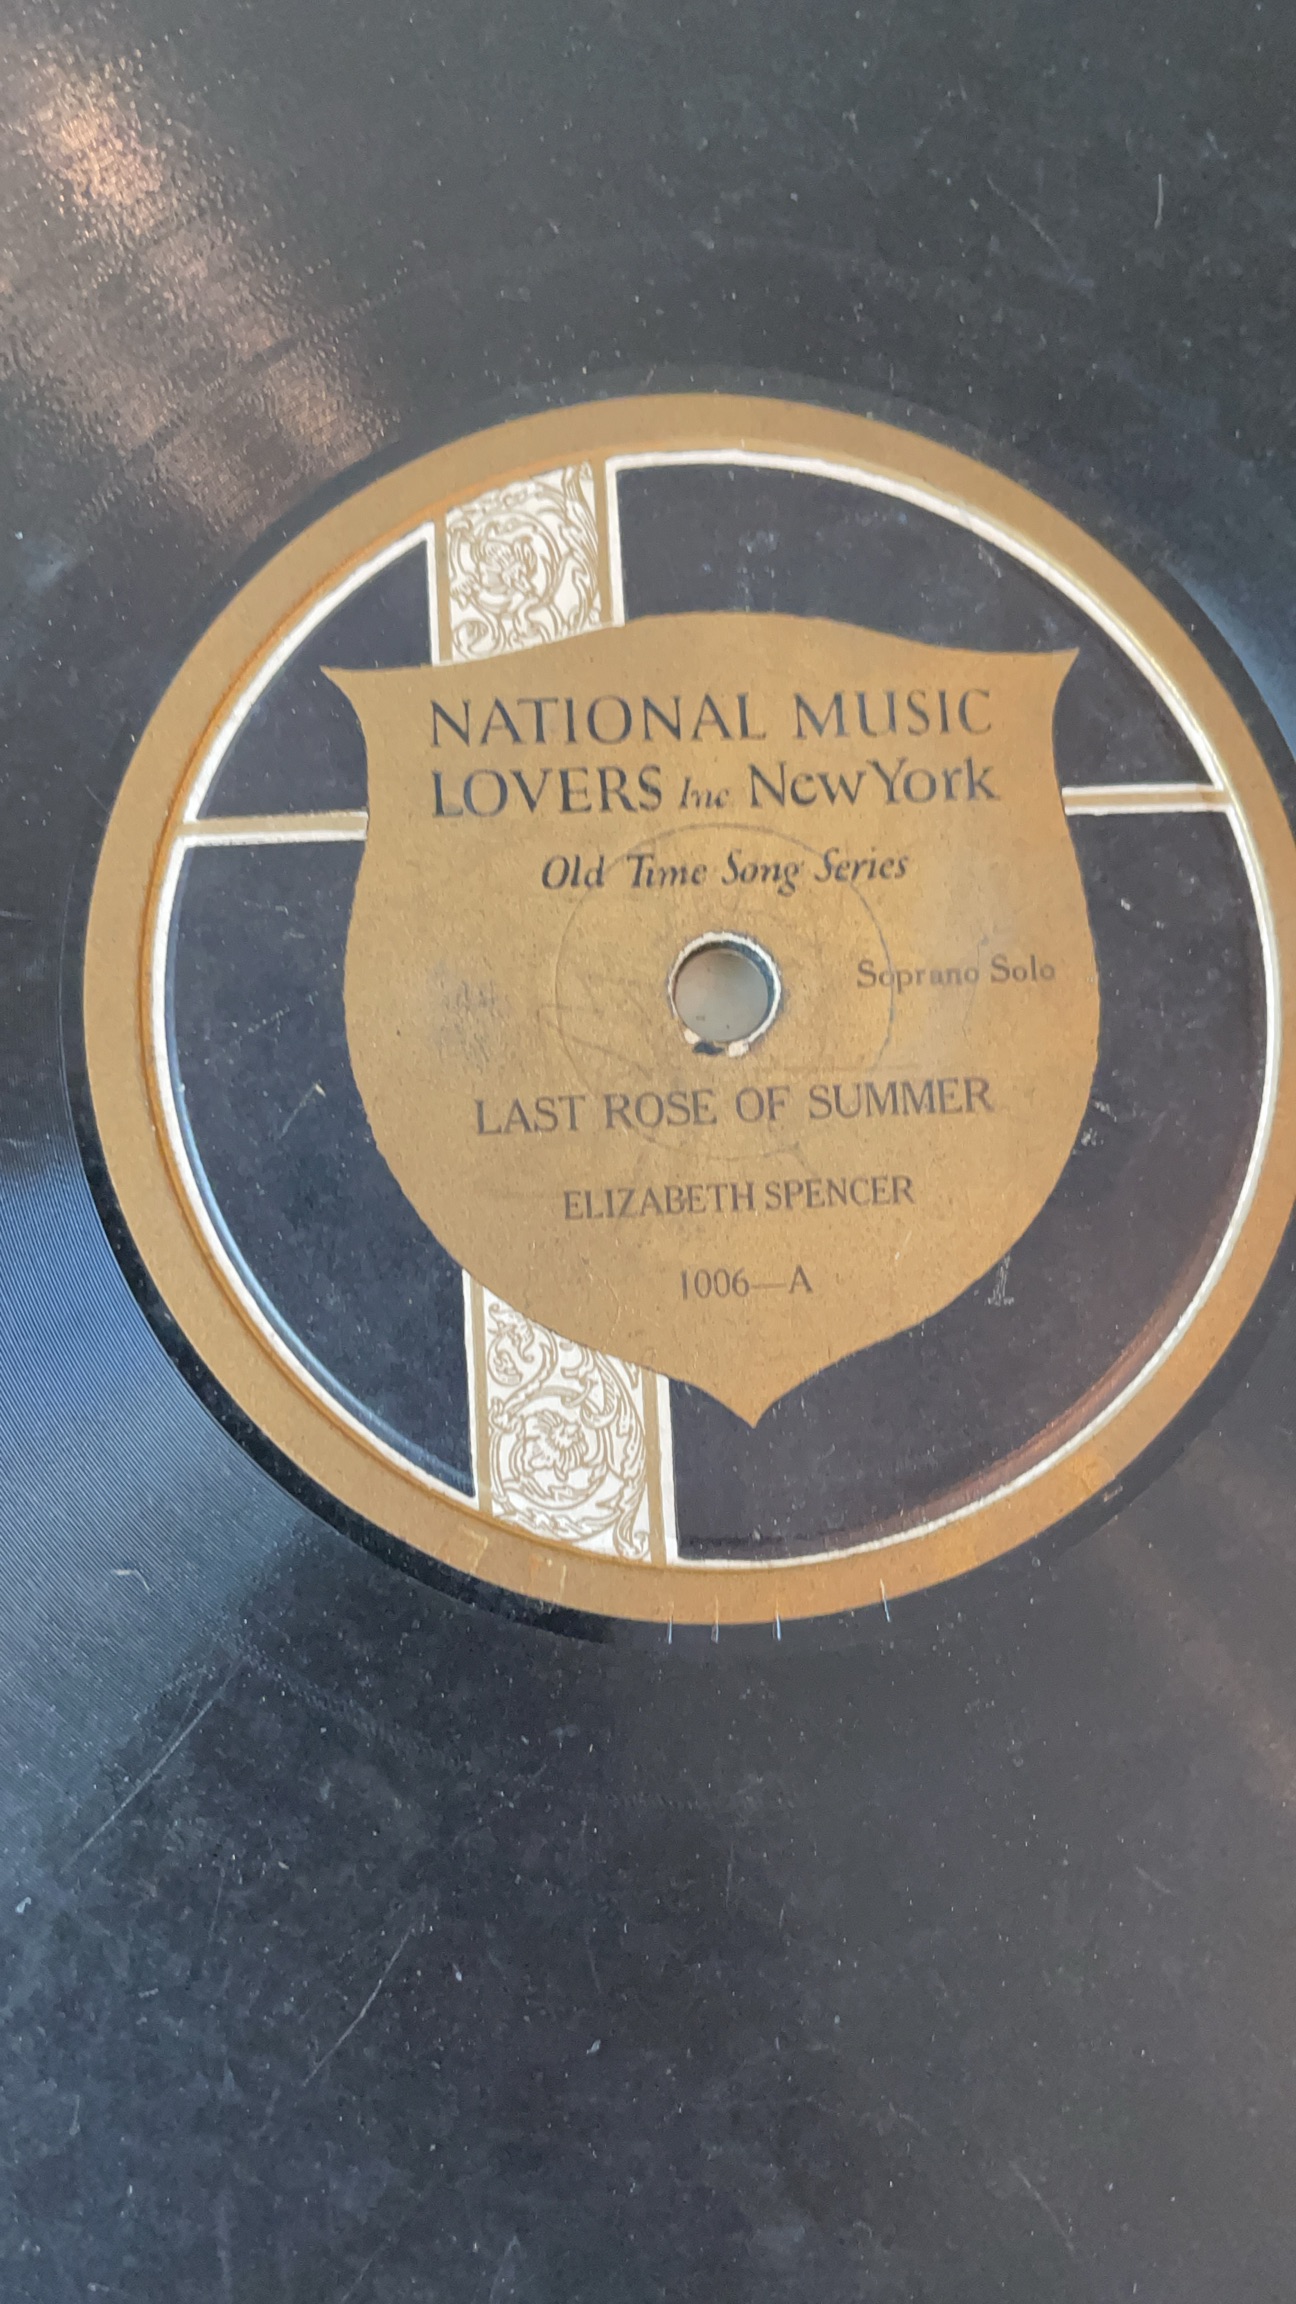 NATIONAL MUSIC
LOVERS Inc New York
Old Time Song Series
Soprano Solo
LAST ROSE OF SUMMER
ELIZABETH SPENCER
1006—A
1